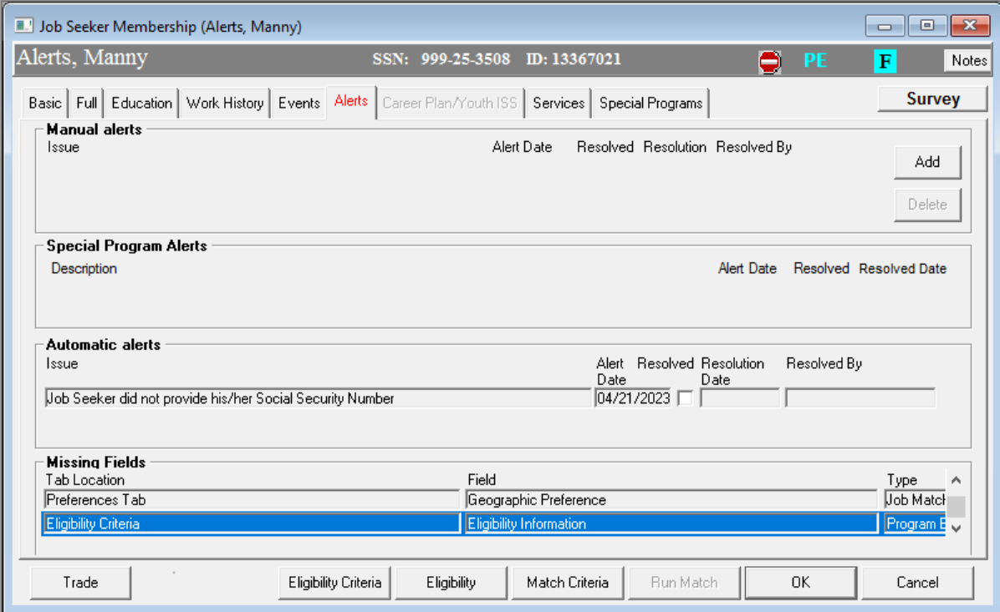 Job Seeker Membership (Alerts, Manny)
Alerts, Manny SSN: 999-25-3508 ID: 13367021 PE F Notes
Basic Full Education Work History Events Alerts Career Plan/Youth ISS Services Special Programs Survey
Manual alerts
Issue Alert Date Resolved Resolution Resolved By
Add
Delete
Special Program Alerts
Description Alert Date Resolved Resolved Date
Automatic alerts
Issue Alert Date Resolved Resolution Date Resolved By
Job Seeker did not provide his/her Social Security Number 04/21/2023
Missing Fields
Tab Location Field Type
Preferences Tab Geographic Preference Job Match
Eligibility Criteria Eligibility Information Program E
Trade Eligibility Criteria Eligibility Match Criteria Run Match OK Cancel